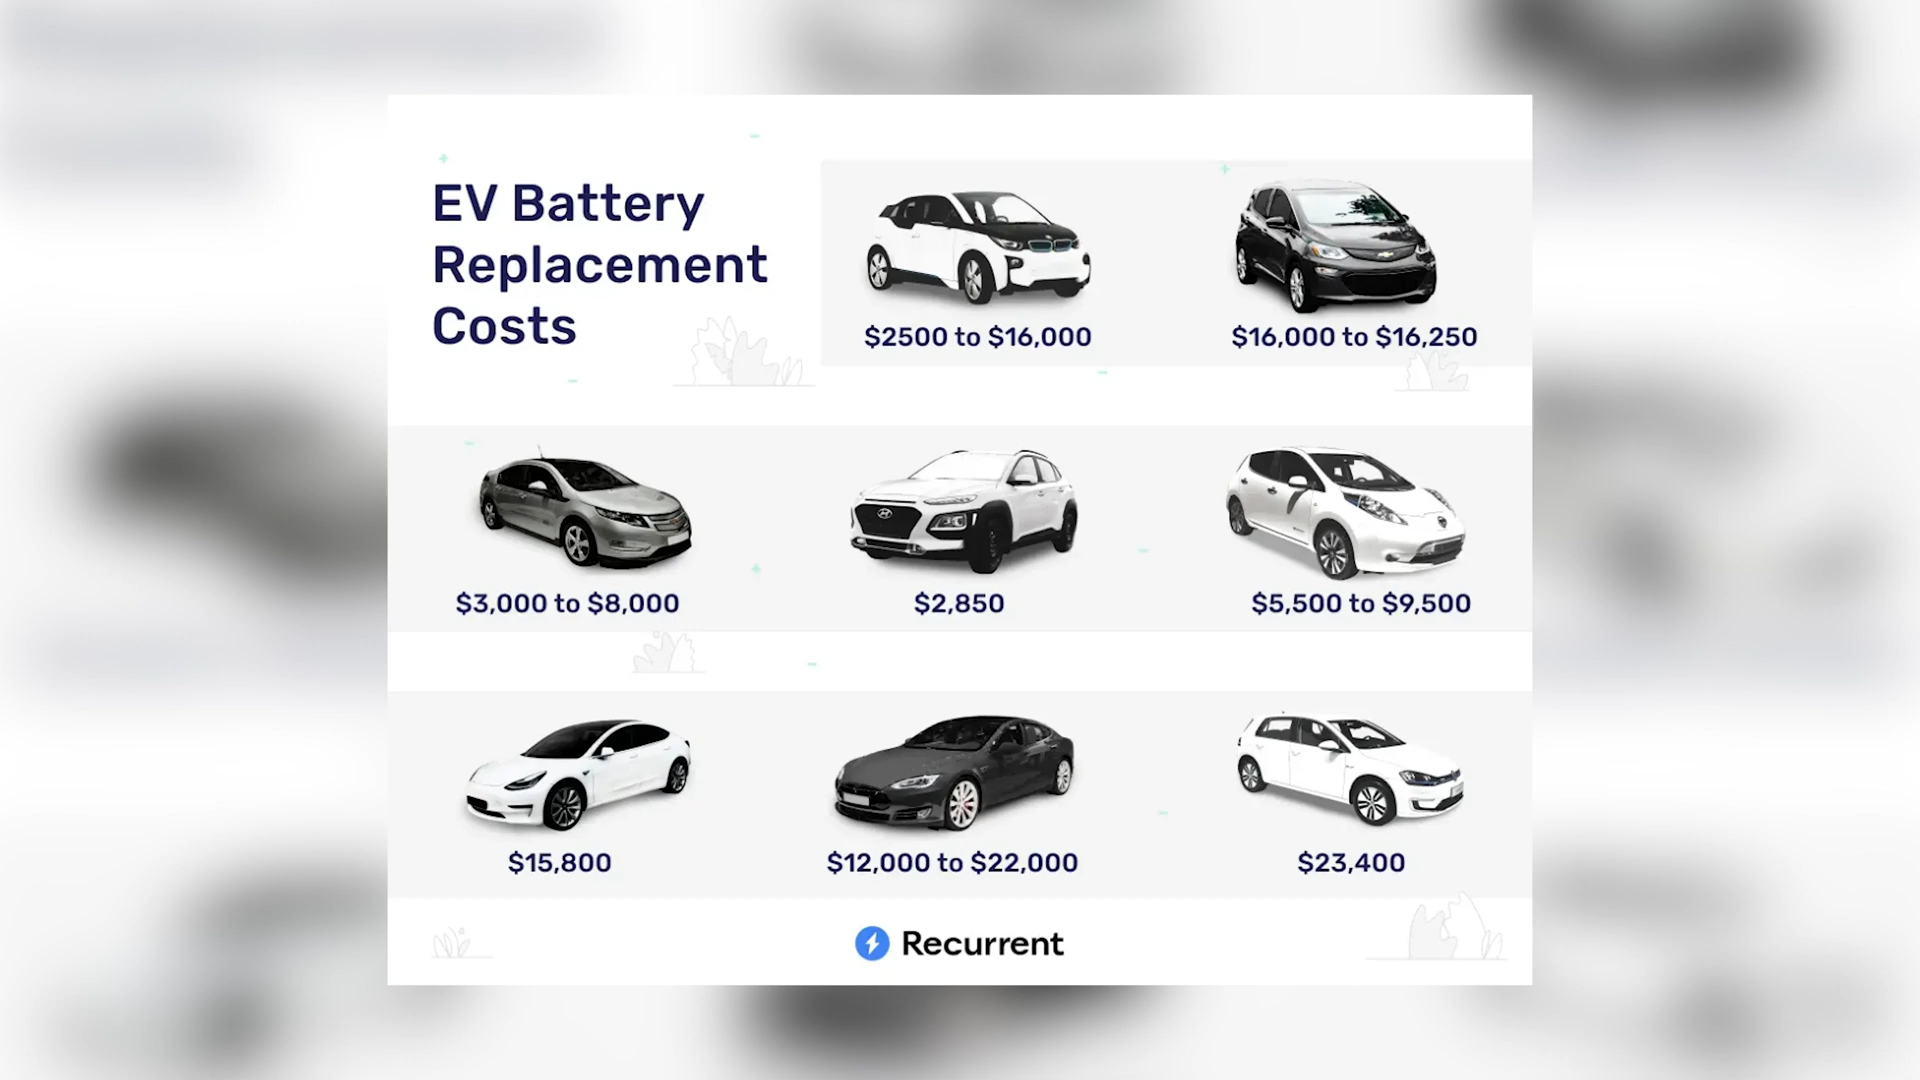 EV Battery
Replacement
Costs
$2500 to $16,000
$16,000 to $16,250
$3,000 to $8,000
$2,850
$5,500 to $9,500
$15,800
$12,000 to $22,000
$23,400
Recurrent